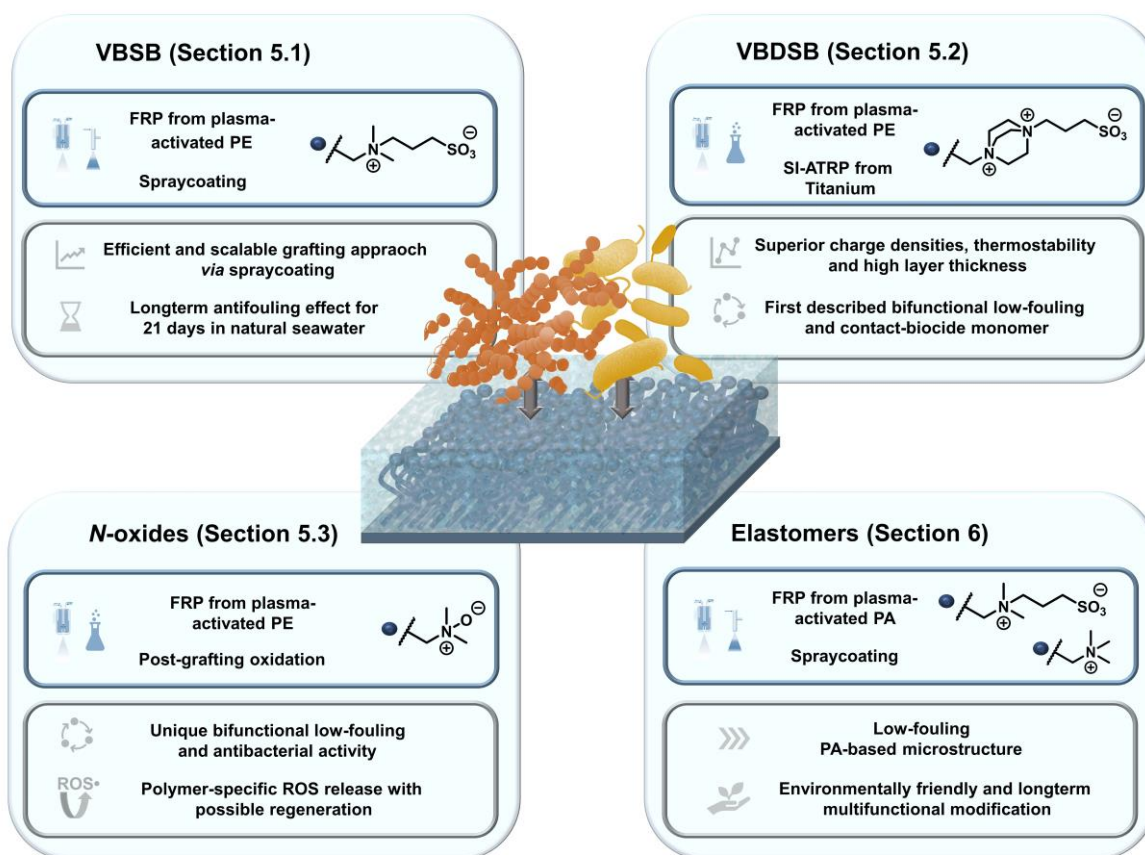 VBSB (Section 5.1)
FRP from plasma-
activated PE
Spraycoating
N
⊕
SO₃
⊖
Efficient and scalable grafting appraoch
via spraycoating
Longterm antifouling effect for
21 days in natural seawater
VBDSB (Section 5.2)
FRP from plasma-
activated PE
SI-ATRP from
Titanium
N
⊕
N
⊕
SO₃
⊖
Superior charge densities, thermostability
and high layer thickness
First described bifunctional low-fouling
and contact-biocide monomer
N-oxides (Section 5.3)
FRP from plasma-
activated PE
Post-grafting oxidation
N
⊕
O
⊖
Unique bifunctional low-fouling
and antibacterial activity
ROS•
Polymer-specific ROS release with
possible regeneration
Elastomers (Section 6)
FRP from plasma-
activated PA
Spraycoating
N
⊕
SO₃
⊖
N
⊕
Low-fouling
PA-based microstructure
Environmentally friendly and longterm
multifunctional modification